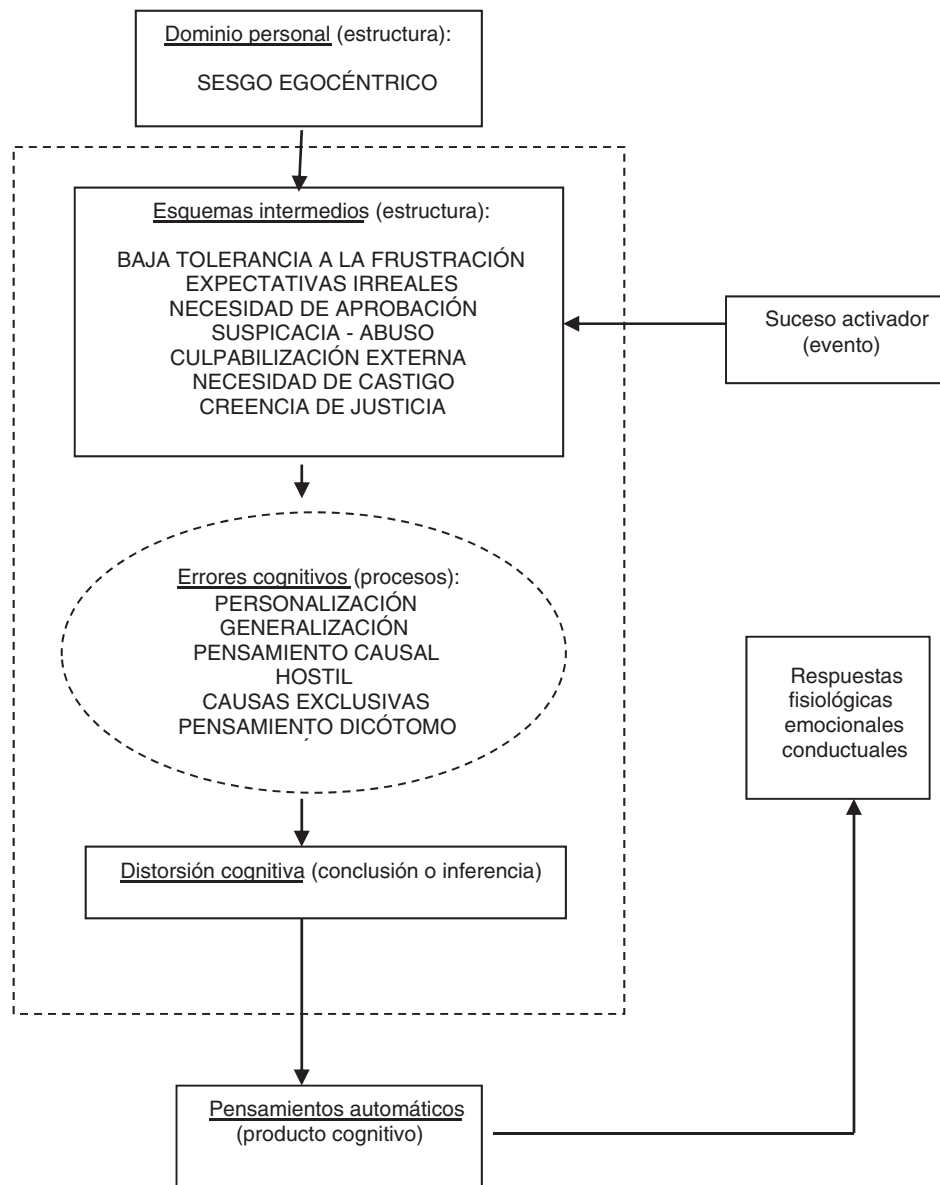 Dominio personal (estructura):
SESGO EGOCÉNTRICO
Esquemas intermedios (estructura):
BAJA TOLERANCIA A LA FRUSTRACIÓN
EXPECTATIVAS IRREALES
NECESIDAD DE APROBACIÓN
SUSPICACIA - ABUSO
CULPABILIZACIÓN EXTERNA
NECESIDAD DE CASTIGO
CREENCIA DE JUSTICIA
Suceso activador
(evento)
Errores cognitivos (procesos):
PERSONALIZACIÓN
GENERALIZACIÓN
PENSAMIENTO CAUSAL
HOSTIL
CAUSAS EXCLUSIVAS
PENSAMIENTO DICÓTOMO
Respuestas
fisiológicas
emocionales
conductuales
Distorsión cognitiva (conclusión o inferencia)
Pensamientos automáticos
(producto cognitivo)